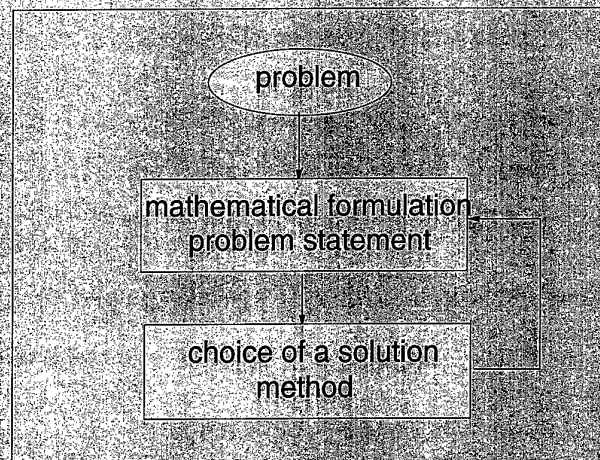 problem
mathematical formulation
problem statement
choice of a solution
method